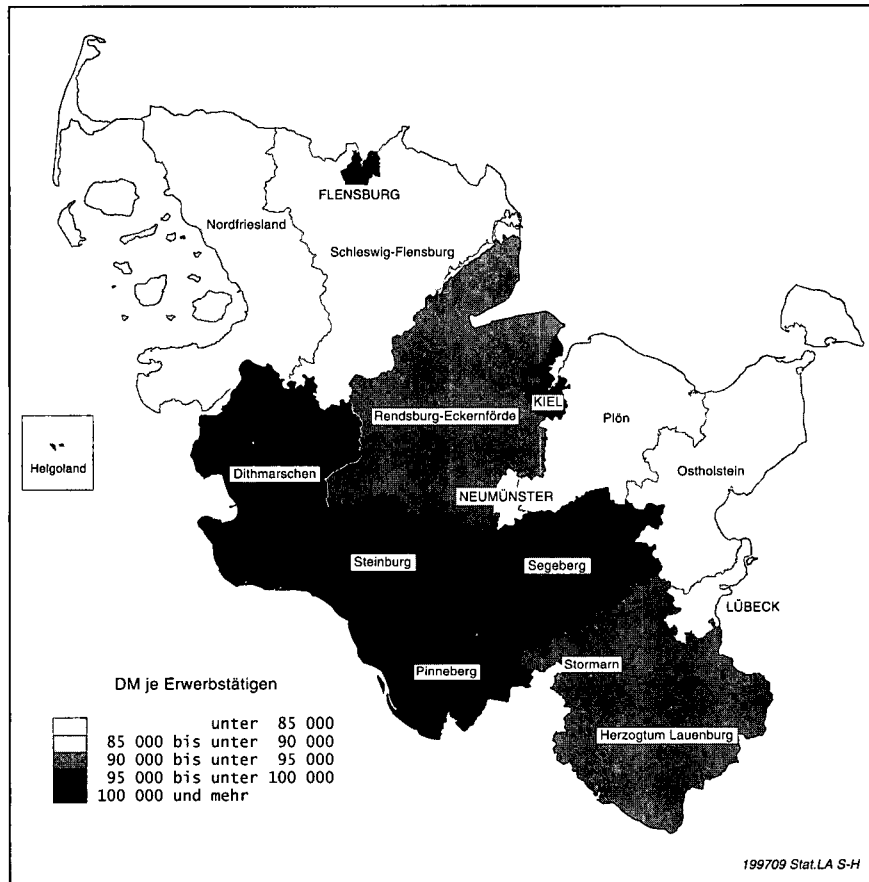 FLENSBURG
Nordfriesland
Schleswig-Flensburg
KIEL
Rendsburg-Eckernförde
Plön
Helgoland
Dithmarschen
Ostholstein
NEUMÜNSTER
Steinburg
Segeberg
LÜBECK
Stormarn
Pinneberg
Herzogtum Lauenburg
DM je Erwerbstätigen
unter 85 000
85 000 bis unter 90 000
90 000 bis unter 95 000
95 000 bis unter 100 000
100 000 und mehr
199709 Stat.LA S-H